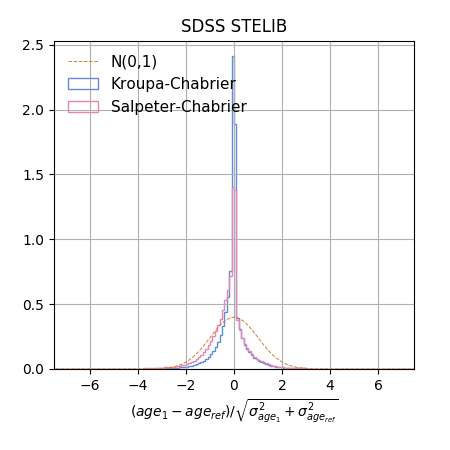 SDSS STELIB
2.5
N(0,1)
Kroupa-Chabrier
Salpeter-Chabrier
2.0
1.5
1.0
0.5
0.0
−6 −4 −2 0 2 4 6
(age₁ − age_ref)/√σ²_age₁ + σ²_age_ref